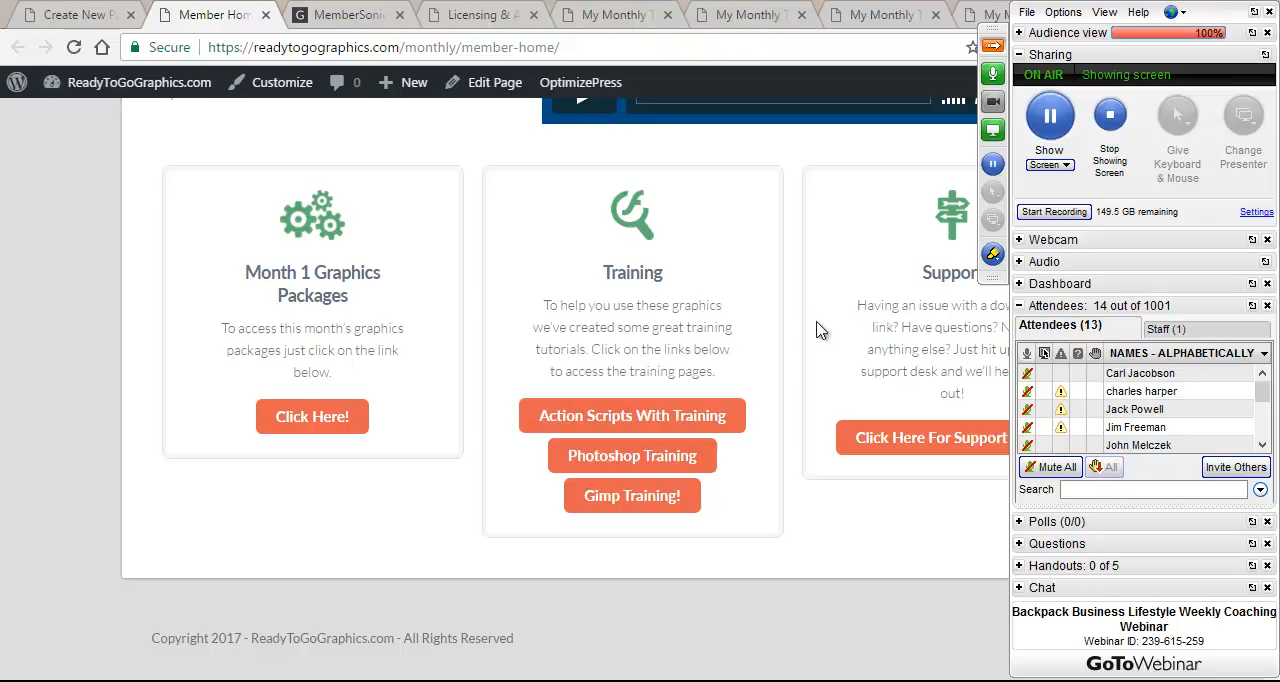 Create New P
Member Hom
MemberSonic
Licensing & A
My Monthly T
My Monthly T
My Monthly T
My M
Secure
https://readytogographics.com/monthly/member-home/
ReadyToGoGraphics.com
Customize
0
New
Edit Page
OptimizePress
Month 1 Graphics
Packages
To access this month's graphics
packages just click on the link
below.
Click Here!
Training
To help you use these graphics
we've created some great training
tutorials. Click on the links below
to access the training pages.
Action Scripts With Training
Photoshop Training
Gimp Training!
Suppor
Having an issue with a dow
link? Have questions? N
anything else? Just hit up
support desk and we'll he
out!
Click Here For Support
Copyright 2017 - ReadyToGoGraphics.com - All Rights Reserved
File Options View Help
Audience view 100%
Sharing
ON AIR Showing screen
Show
Screen
Stop
Showing
Screen
Give
Keyboard
& Mouse
Change
Presenter
Start Recording 149.5 GB remaining Settings
Webcam
Audio
Dashboard
Attendees: 14 out of 1001
Attendees (13) Staff (1)
NAMES - ALPHABETICALLY
Carl Jacobson
charles harper
Jack Powell
Jim Freeman
John Melczek
Mute All
All
Invite Others
Search
Polls (0/0)
Questions
Handouts: 0 of 5
Chat
Backpack Business Lifestyle Weekly Coaching
Webinar
Webinar ID: 239-615-259
GoToWebinar